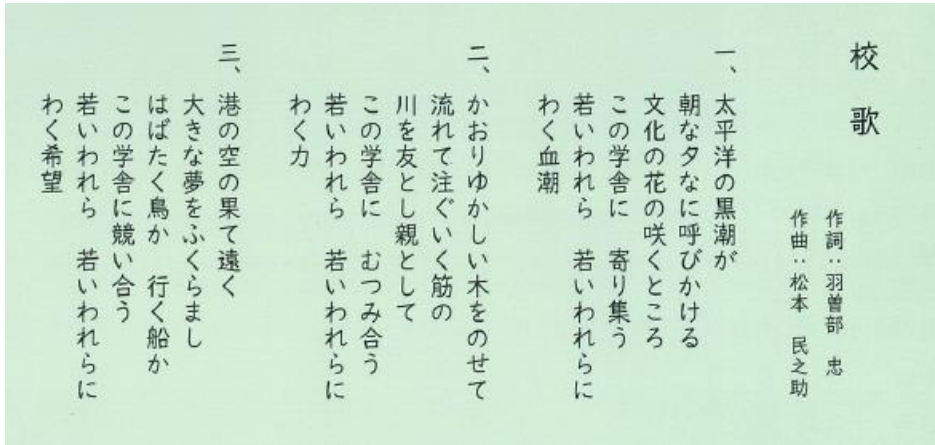 校歌
作詞：羽曽部　忠
作曲：松本　民之助
一、太平洋の黒潮が
朝な夕なに呼びかける
文化の花の咲くところ
この学舎に　寄り集う
若いわれら　若いわれらに
わく血潮
二、かおりゆかしい木をのせて
流れて注ぐいく筋の
川を友とし親として
この学舎に　むつみ合う
若いわれら　若いわれらに
わく力
三、港の空の果て遠く
大きな夢をふくらまし
はばたく鳥か　行く船か
この学舎に競い合う
若いわれら　若いわれらに
わく希望